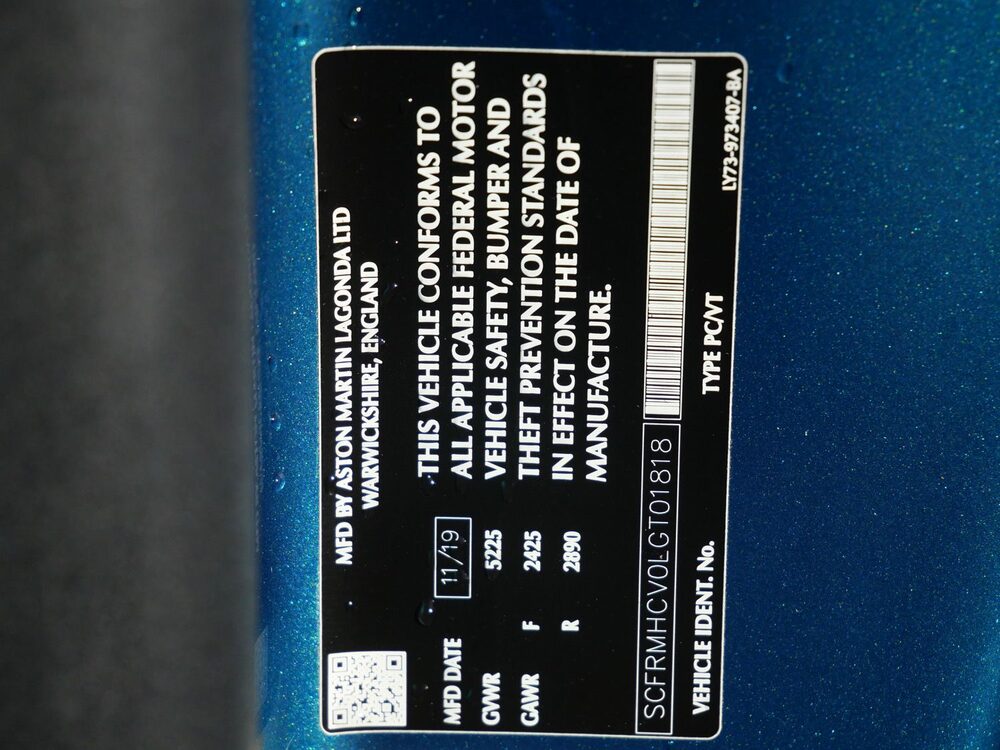 MFD BY ASTON MARTIN LAGONDA LTD
WARWICKSHIRE, ENGLAND
MFD DATE 11/19
GVWR 5225
GAWR F 2425
R 2890
THIS VEHICLE CONFORMS TO
ALL APPLICABLE FEDERAL MOTOR
VEHICLE SAFETY, BUMPER AND
THEFT PREVENTION STANDARDS
IN EFFECT ON THE DATE OF
MANUFACTURE.
SCFRMHCV0LGT01818
VEHICLE IDENT. No. TYPE PC/VT
LY73-973407-BA